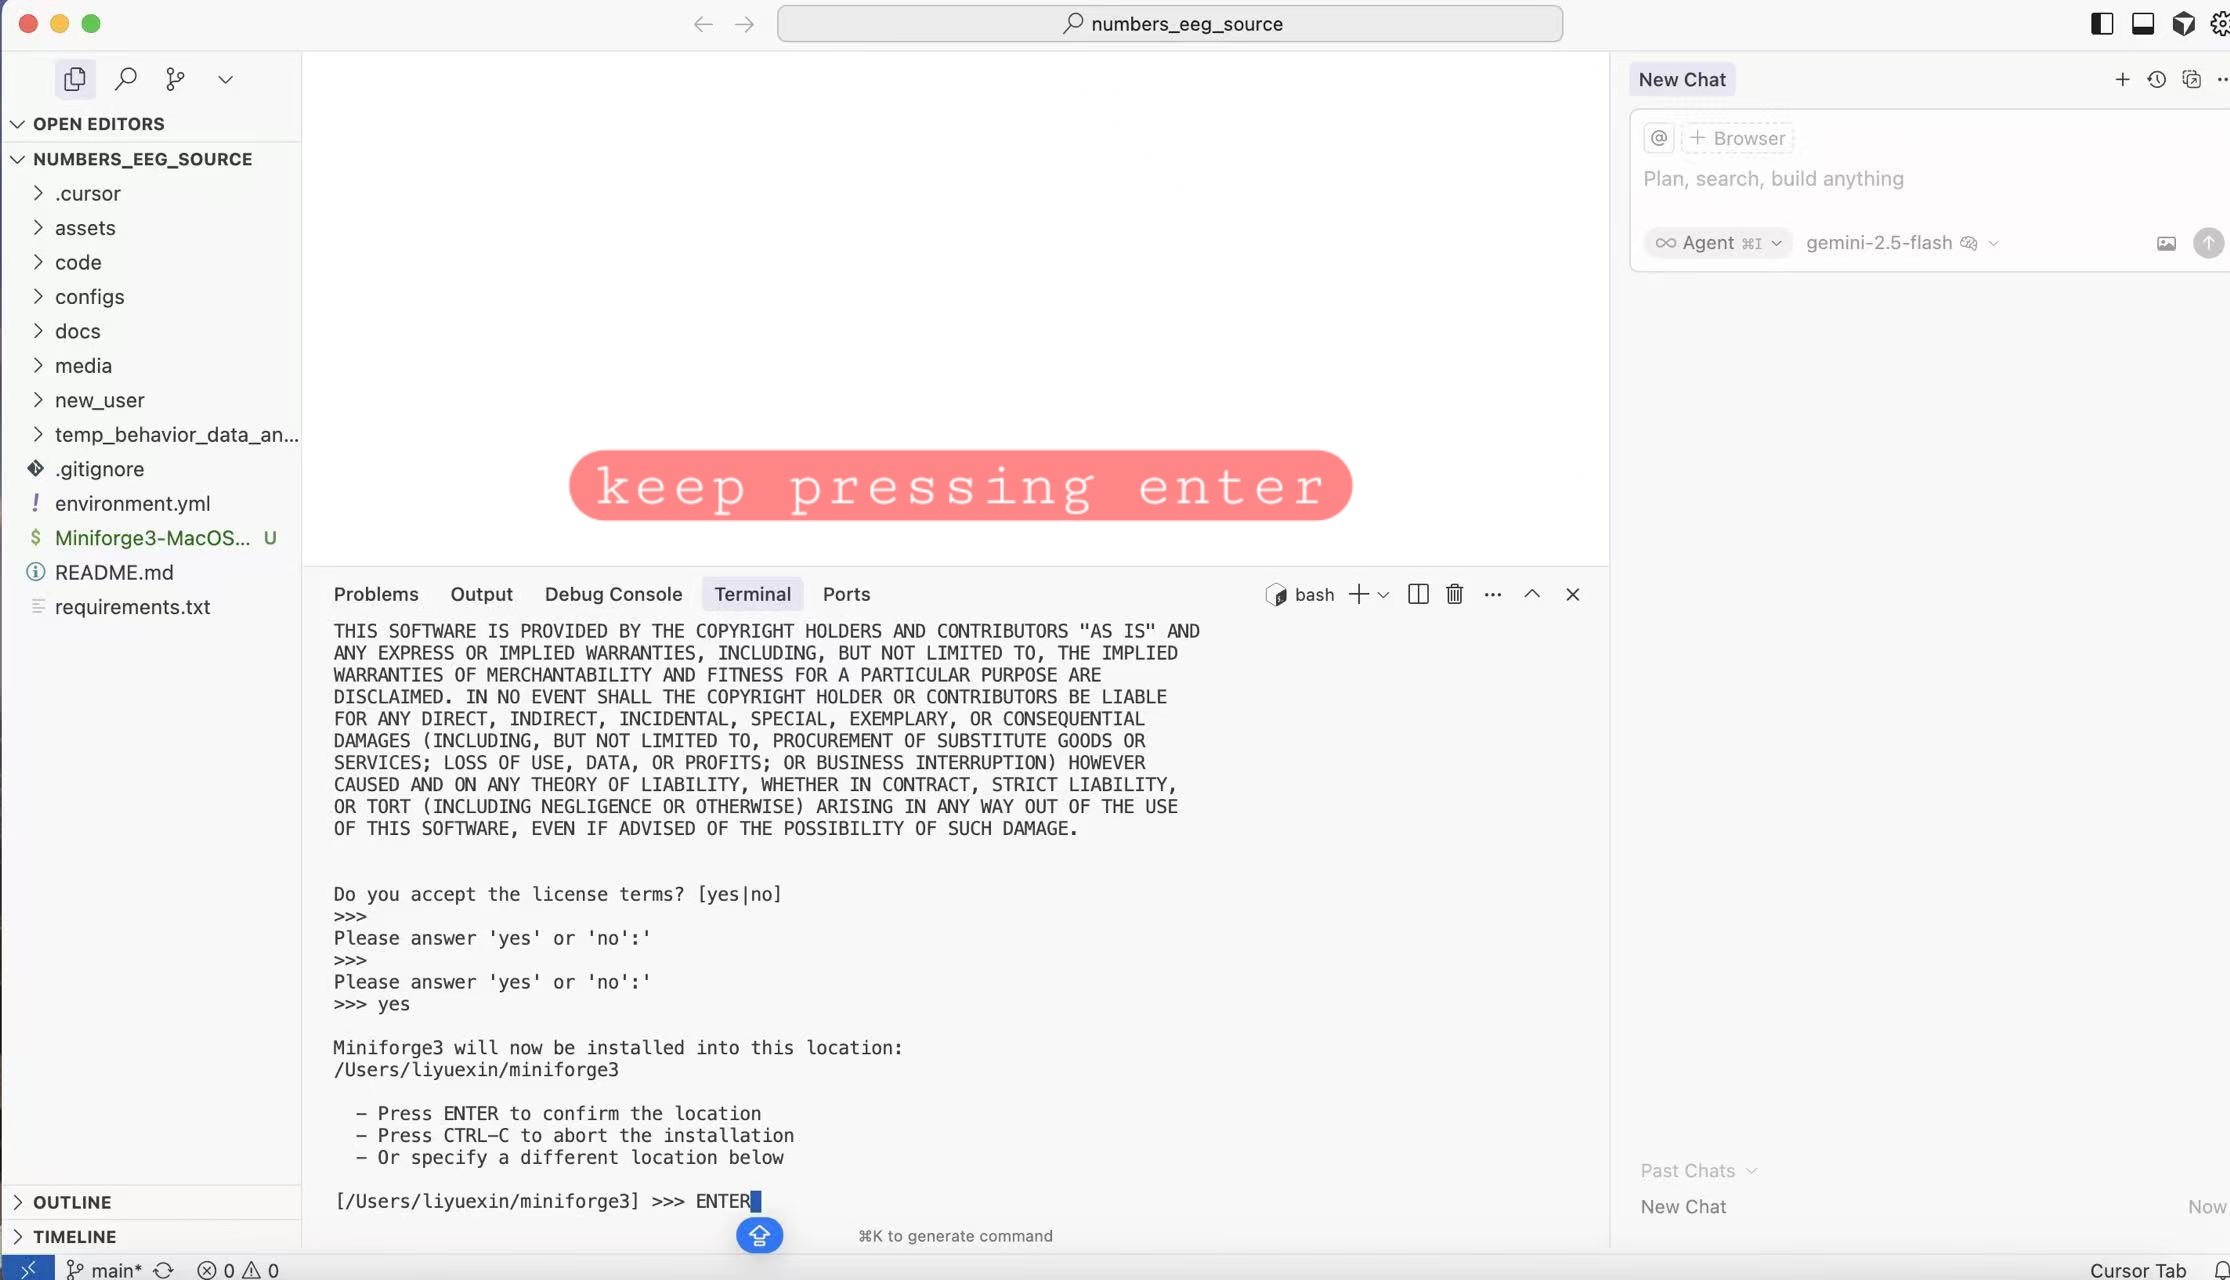 numbers_eeg_source
OPEN EDITORS
NUMBERS_EEG_SOURCE
.cursor
assets
code
configs
docs
media
new_user
temp_behavior_data_an...
.gitignore
! environment.yml
$ Miniforge3-MacOS... U
README.md
requirements.txt
OUTLINE
TIMELINE
keep pressing enter
Problems Output Debug Console Terminal Ports bash
THIS SOFTWARE IS PROVIDED BY THE COPYRIGHT HOLDERS AND CONTRIBUTORS "AS IS" AND
ANY EXPRESS OR IMPLIED WARRANTIES, INCLUDING, BUT NOT LIMITED TO, THE IMPLIED
WARRANTIES OF MERCHANTABILITY AND FITNESS FOR A PARTICULAR PURPOSE ARE
DISCLAIMED. IN NO EVENT SHALL THE COPYRIGHT HOLDER OR CONTRIBUTORS BE LIABLE
FOR ANY DIRECT, INDIRECT, INCIDENTAL, SPECIAL, EXEMPLARY, OR CONSEQUENTIAL
DAMAGES (INCLUDING, BUT NOT LIMITED TO, PROCUREMENT OF SUBSTITUTE GOODS OR
SERVICES; LOSS OF USE, DATA, OR PROFITS; OR BUSINESS INTERRUPTION) HOWEVER
CAUSED AND ON ANY THEORY OF LIABILITY, WHETHER IN CONTRACT, STRICT LIABILITY,
OR TORT (INCLUDING NEGLIGENCE OR OTHERWISE) ARISING IN ANY WAY OUT OF THE USE
OF THIS SOFTWARE, EVEN IF ADVISED OF THE POSSIBILITY OF SUCH DAMAGE.
Do you accept the license terms? [yes|no]
>>>
Please answer 'yes' or 'no':'
>>>
Please answer 'yes' or 'no':'
>>> yes
Miniforge3 will now be installed into this location:
/Users/liyuexin/miniforge3
– Press ENTER to confirm the location
– Press CTRL-C to abort the installation
– Or specify a different location below
[/Users/liyuexin/miniforge3] >>> ENTER
⌘K to generate command
New Chat
@ + Browser
Plan, search, build anything
∞ Agent ⌘I gemini-2.5-flash
Past Chats
New Chat Now
main* 0 0 Cursor Tab